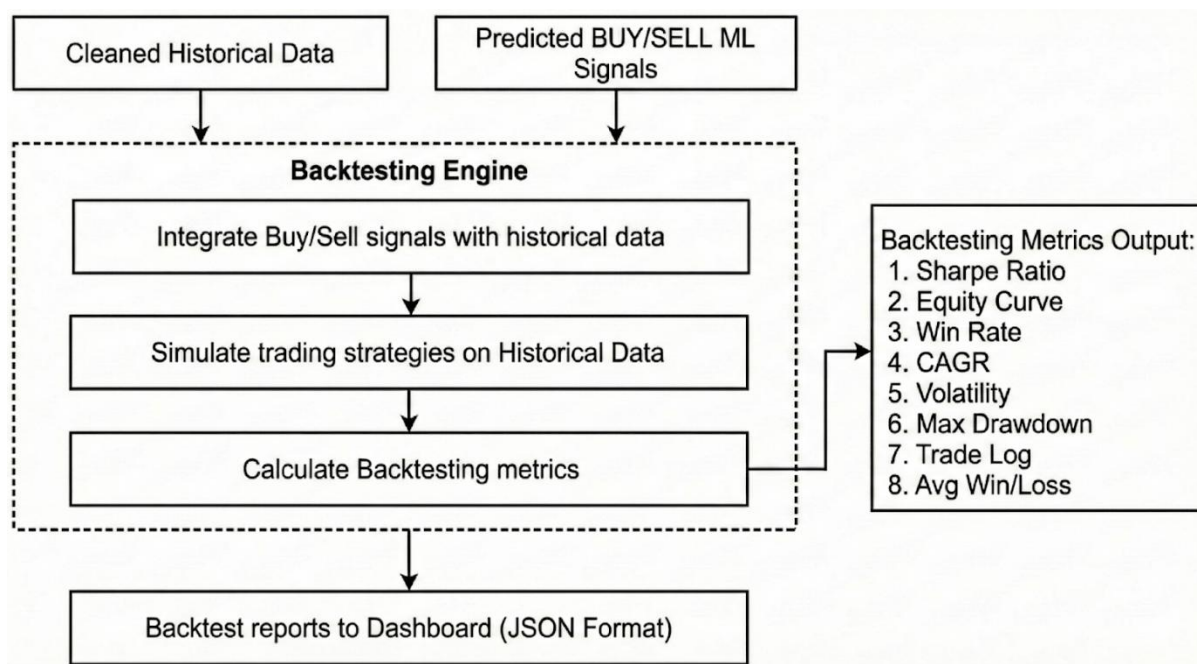 Cleaned Historical Data
Predicted BUY/SELL ML
Signals
Backtesting Engine
Integrate Buy/Sell signals with historical data
Simulate trading strategies on Historical Data
Calculate Backtesting metrics
Backtesting Metrics Output:
1. Sharpe Ratio
2. Equity Curve
3. Win Rate
4. CAGR
5. Volatility
6. Max Drawdown
7. Trade Log
8. Avg Win/Loss
Backtest reports to Dashboard (JSON Format)